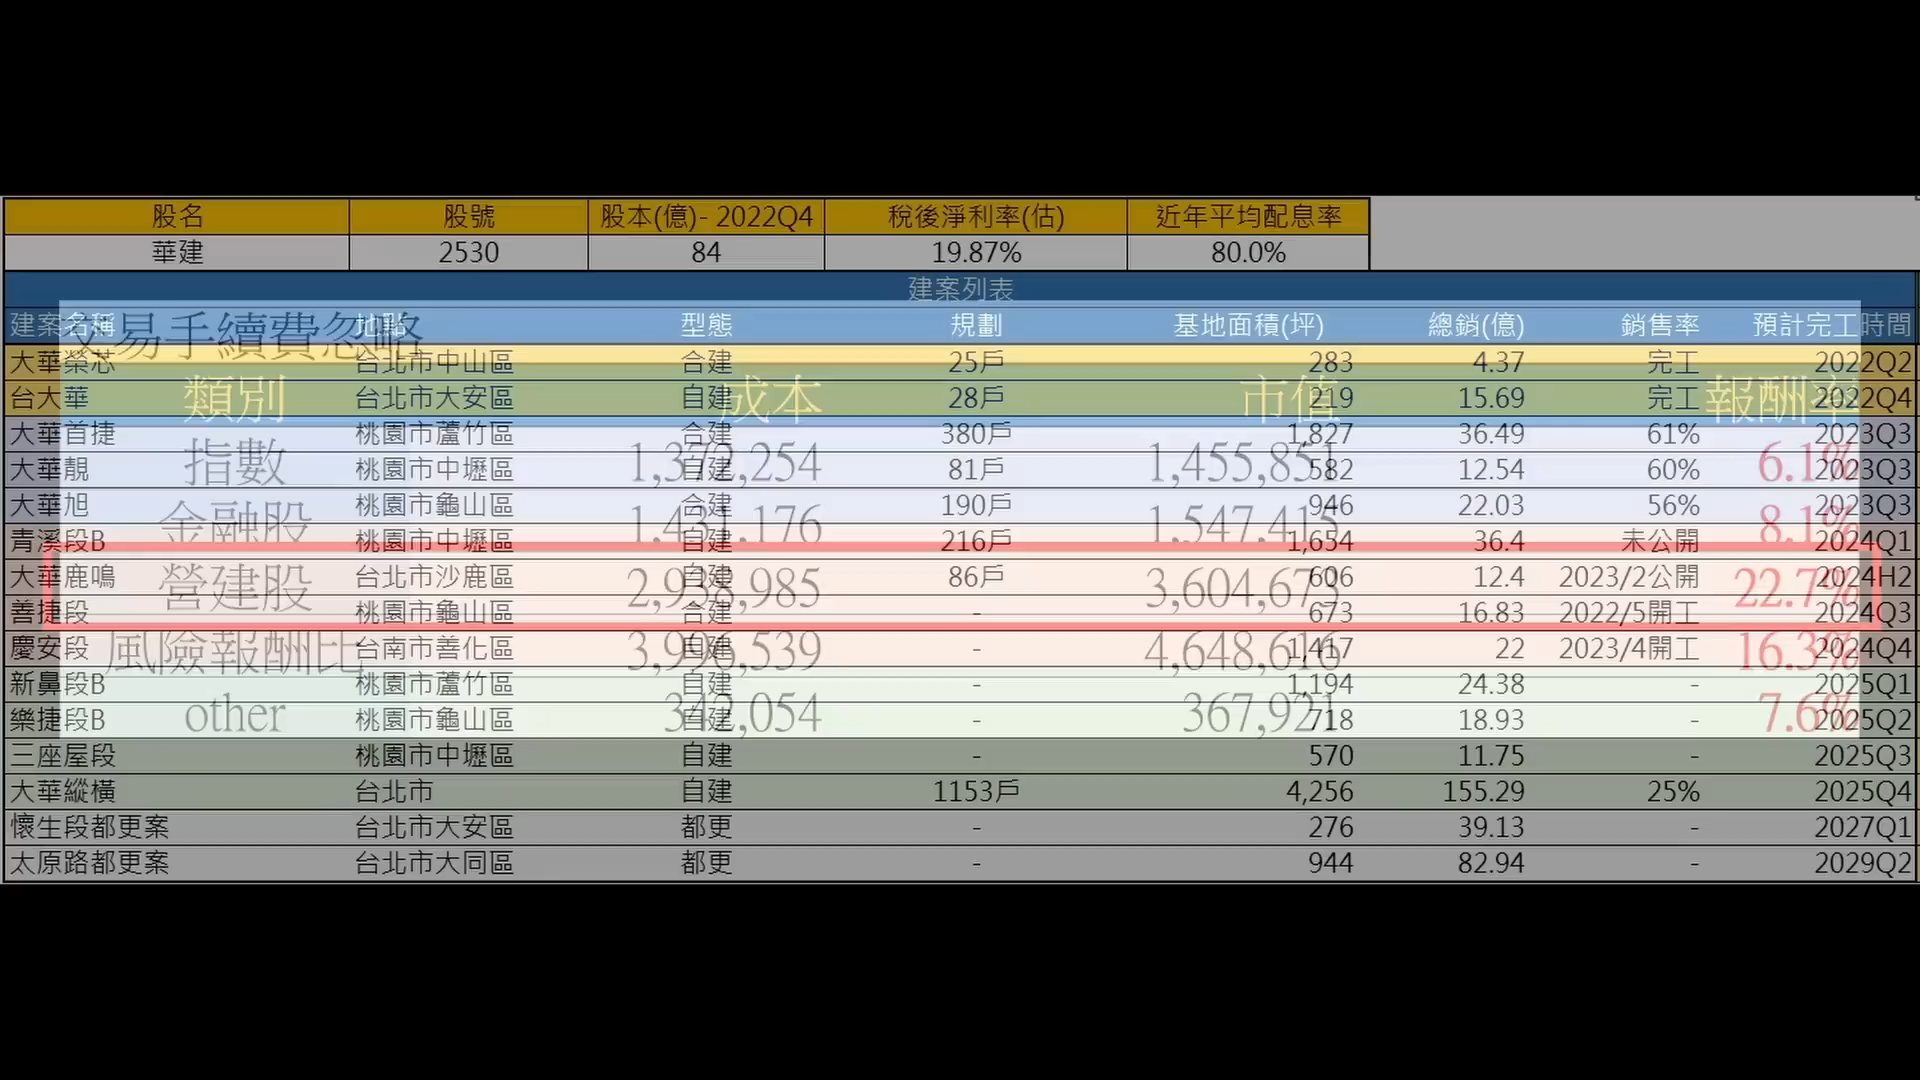 股名 股號 股本(億)- 2022Q4 稅後淨利率(估) 近年平均配息率
華建 2530 84 19.87% 80.0%
建案列表
建案名稱 地點 型態 規劃 基地面積(坪) 總銷(億) 銷售率 預計完工時間
大華榮芯 台北市中山區 合建 25戶 283 4.37 完工 2022Q2
台大華 台北市大安區 自建 28戶 219 15.69 完工 2022Q4
大華首捷 桃園市蘆竹區 合建 380戶 1,827 36.49 61% 2023Q3
大華靚 桃園市中壢區 自建 81戶 582 12.54 60% 2023Q3
大華旭 桃園市龜山區 合建 190戶 946 22.03 56% 2023Q3
青溪段B 桃園市中壢區 自建 216戶 1,654 36.4 未公開 2024Q1
大華鹿鳴 台北市沙鹿區 自建 86戶 606 12.4 2023/2公開 2024H2
善捷段 桃園市龜山區 合建 - 673 16.83 2022/5開工 2024Q3
慶安段 台南市善化區 自建 - 1,417 22 2023/4開工 2024Q4
新鼻段B 桃園市蘆竹區 自建 - 1,194 24.38 - 2025Q1
樂捷段B 桃園市龜山區 自建 - 718 18.93 - 2025Q2
三座屋段 桃園市中壢區 自建 - 570 11.75 - 2025Q3
大華縱橫 台北市 自建 1153戶 4,256 155.29 25% 2025Q4
懷生段都更案 台北市大安區 都更 - 276 39.13 - 2027Q1
太原路都更案 台北市大同區 都更 - 944 82.94 - 2029Q2
交易手續費忽略
類別 成本 市值 報酬率
指數 1,372,254 1,455,851 6.1%
金融股 1,431,176 1,547,415 8.1%
營建股 2,938,985 3,604,673 22.7%
風險報酬比 3,996,539 4,648,616 16.3%
other 342,054 367,921 7.6%